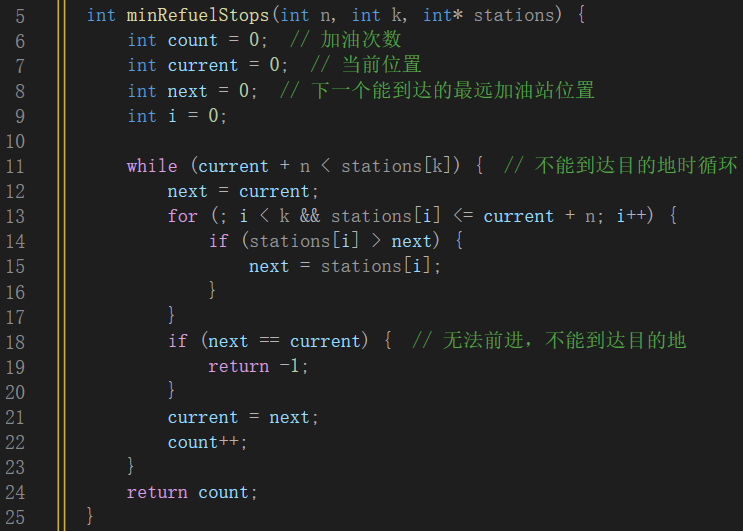 5 int minRefuelStops(int n, int k, int* stations) {
6 int count = 0; // 加油次数
7 int current = 0; // 当前位置
8 int next = 0; // 下一个能到达的最远加油站位置
9 int i = 0;
10
11 while (current + n < stations[k]) { // 不能到达目的地时循环
12 next = current;
13 for (; i < k && stations[i] <= current + n; i++) {
14 if (stations[i] > next) {
15 next = stations[i];
16 }
17 }
18 if (next == current) { // 无法前进，不能到达目的地
19 return -1;
20 }
21 current = next;
22 count++;
23 }
24 return count;
25 }